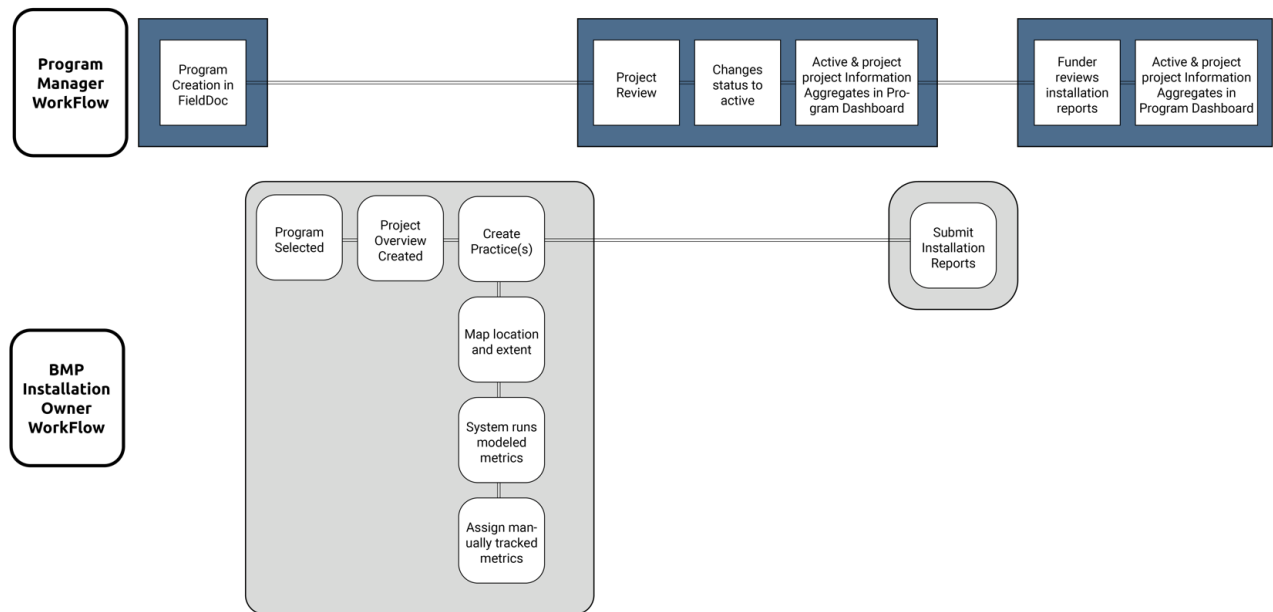 Program
Manager
WorkFlow
Program
Creation in
FieldDoc
Project
Review
Changes
status to
active
Active & project
project Information
Aggregates in Pro-
gram Dashboard
Funder
reviews
installation
reports
Active & project
project Information
Aggregates in
Program Dashboard
BMP
Installation
Owner
WorkFlow
Program
Selected
Project
Overview
Created
Create
Practice(s)
Map location
and extent
System runs
modeled
metrics
Assign man-
ually tracked
metrics
Submit
Installation
Reports